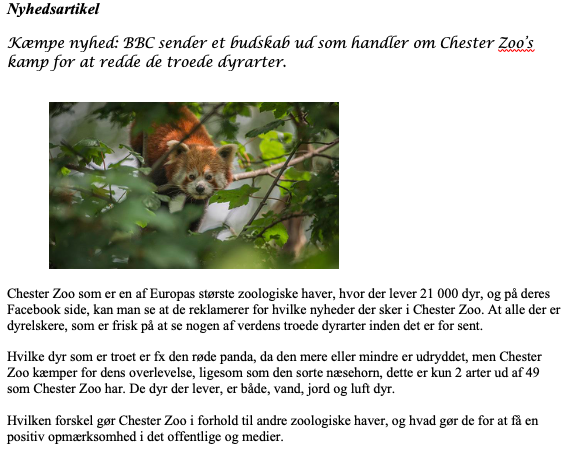 Nyhedsartikel
Kæmpe nyhed: BBC sender et budskab ud som handler om Chester Zoo's
kamp for at redde de troede dyrarter.
Chester Zoo som er en af Europas største zoologiske haver, hvor der lever 21 000 dyr, og på deres
Facebook side, kan man se at de reklamerer for hvilke nyheder der sker i Chester Zoo. At alle der er
dyrelskere, som er frisk på at se nogen af verdens troede dyrarter inden det er for sent.
Hvilke dyr som er troet er fx den røde panda, da den mere eller mindre er udryddet, men Chester
Zoo kæmper for dens overlevelse, ligesom som den sorte næsehorn, dette er kun 2 arter ud af 49
som Chester Zoo har. De dyr der lever, er både, vand, jord og luft dyr.
Hvilken forskel gør Chester Zoo i forhold til andre zoologiske haver, og hvad gør de for at få en
positiv opmærksomhed i det offentlige og medier.